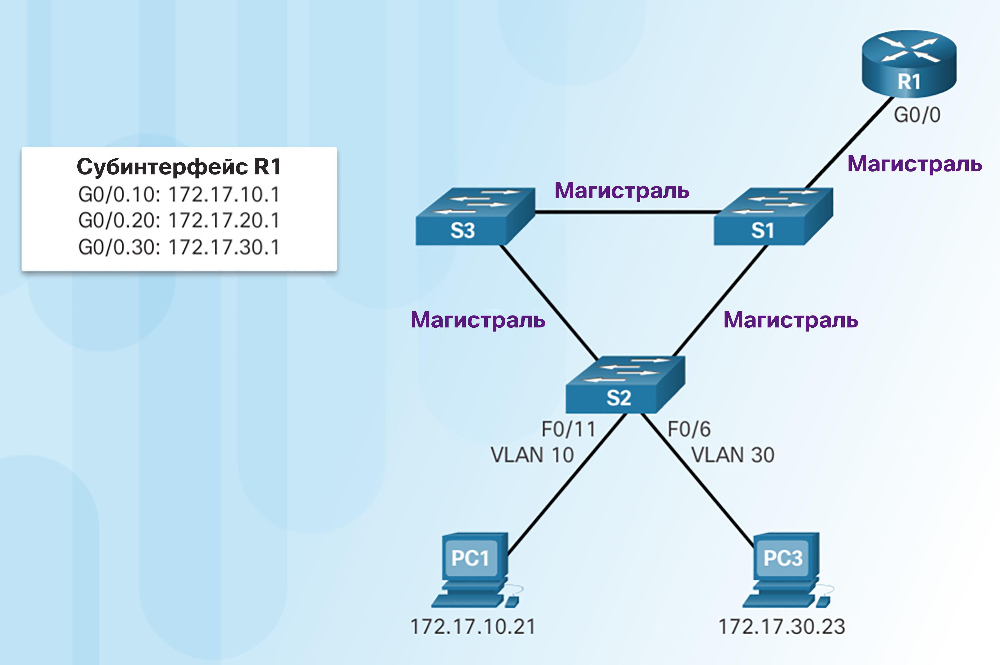 R1
G0/0
Магистраль
Субинтерфейс R1
G0/0.10: 172.17.10.1
G0/0.20: 172.17.20.1
G0/0.30: 172.17.30.1
Магистраль
S3
S1
Магистраль
Магистраль
S2
F0/11
F0/6
VLAN 10
VLAN 30
PC1
PC3
172.17.10.21
172.17.30.23